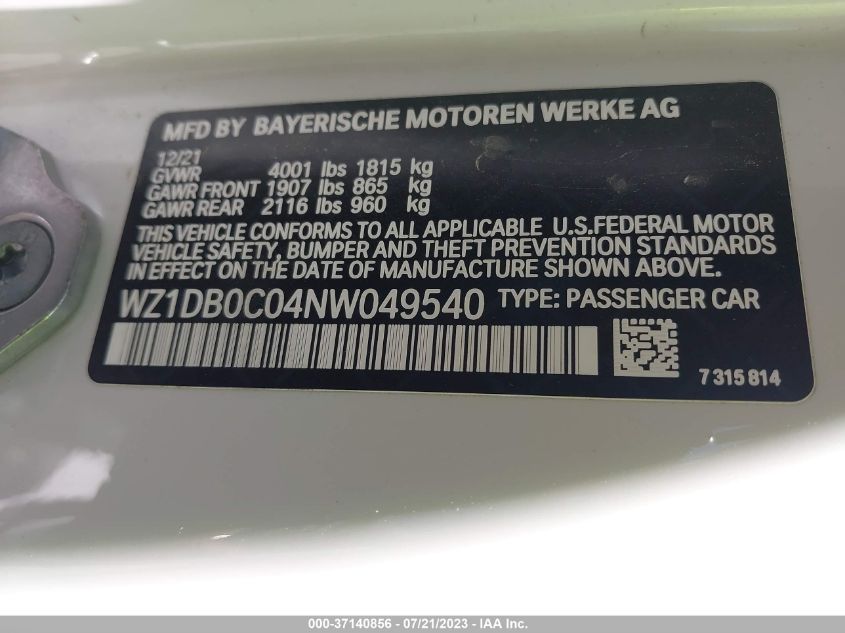 MFD BY BAYERISCHE MOTOREN WERKE AG
12/21
GVWR 4001 lbs 1815 kg
GAWR FRONT 1907 lbs 865 kg
GAWR REAR 2116 lbs 960 kg
THIS VEHICLE CONFORMS TO ALL APPLICABLE U.S.FEDERAL MOTOR
VEHICLE SAFETY, BUMPER AND THEFT PREVENTION STANDARDS
IN EFFECT ON THE DATE OF MANUFACTURE SHOWN ABOVE.
WZ1DB0C04NW049540 TYPE: PASSENGER CAR
7 315 814
000-37140856 - 07/21/2023 - IAA Inc.